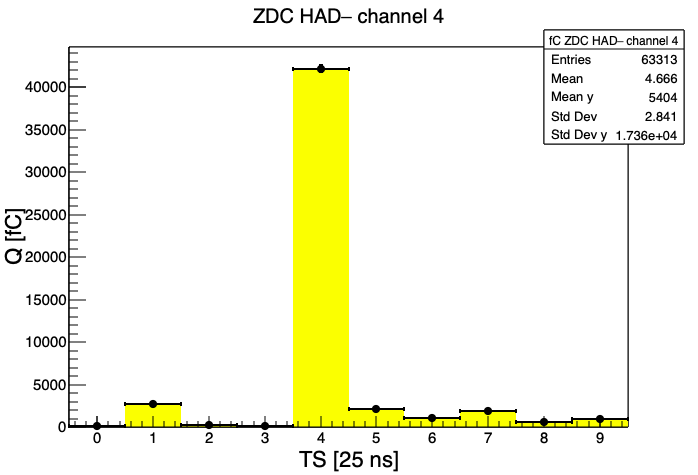 ZDC HAD– channel 4
fC ZDC HAD– channel 4
Entries 63313
Mean 4.666
Mean y 5404
Std Dev 2.841
Std Dev y 1.736e+04
40000
35000
30000
25000
20000
15000
10000
5000
0
Q [fC]
0 1 2 3 4 5 6 7 8 9
TS [25 ns]